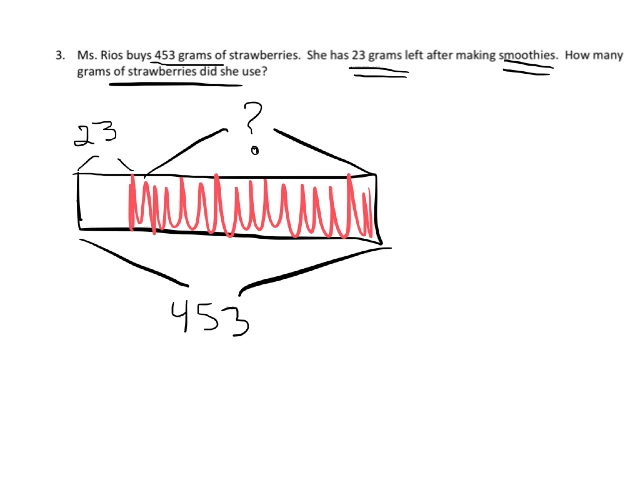 3. Ms. Rios buys 453 grams of strawberries. She has 23 grams left after making smoothies. How many
grams of strawberries did she use?
?
23
453